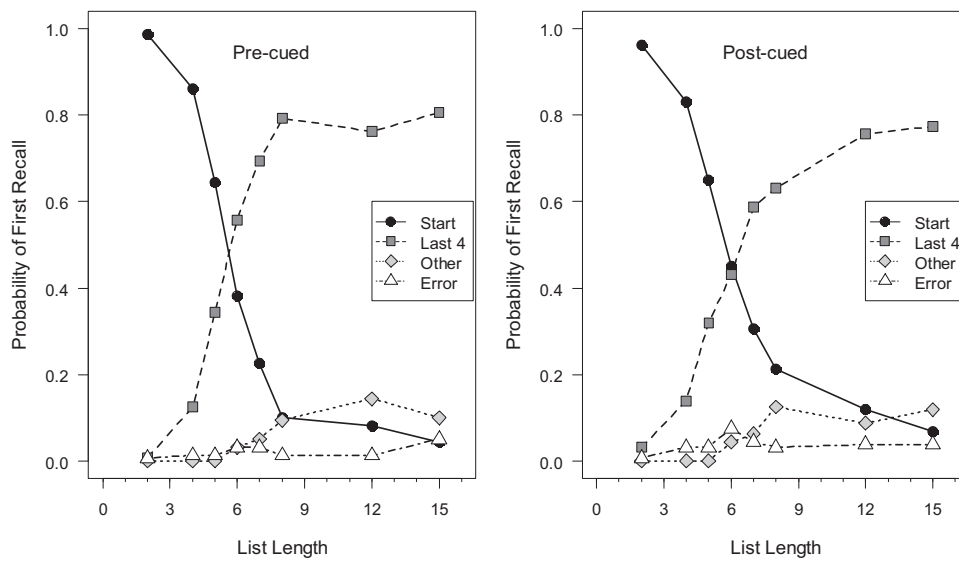 Pre-cued
Probability of First Recall
1.0
0.8
0.6
0.4
0.2
0.0
Start
Last 4
Other
Error
0 3 6 9 12 15
List Length
Post-cued
Probability of First Recall
1.0
0.8
0.6
0.4
0.2
0.0
Start
Last 4
Other
Error
0 3 6 9 12 15
List Length